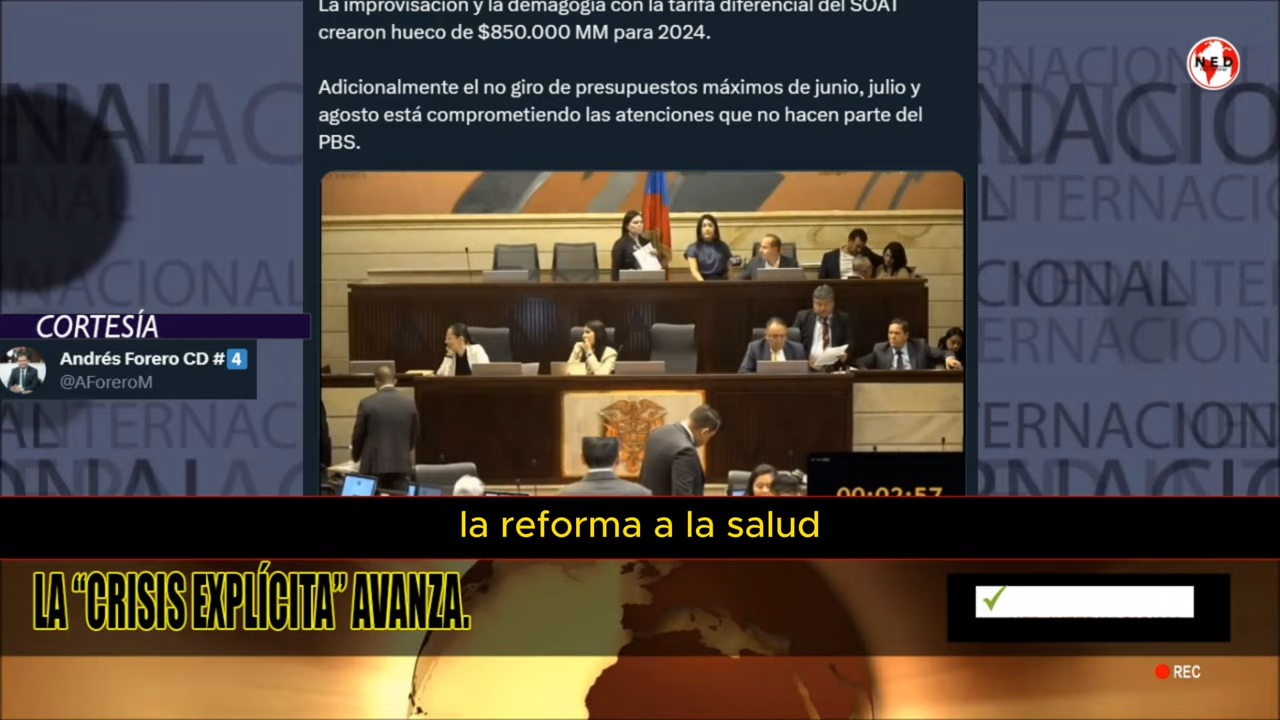 La improvisación y la demagogia con la tarifa diferencial del SOAT
crearon hueco de $850.000 MM para 2024.
Adicionalmente el no giro de presupuestos máximos de junio, julio y
agosto está comprometiendo las atenciones que no hacen parte del
PBS.
NED
CORTESÍA
Andrés Forero CD #4
@AForeroM
00:02:57
la reforma a la salud
LA “CRISIS EXPLÍCITA” AVANZA.
REC
NACIONAL
INTERNACIONAL
ERNACION